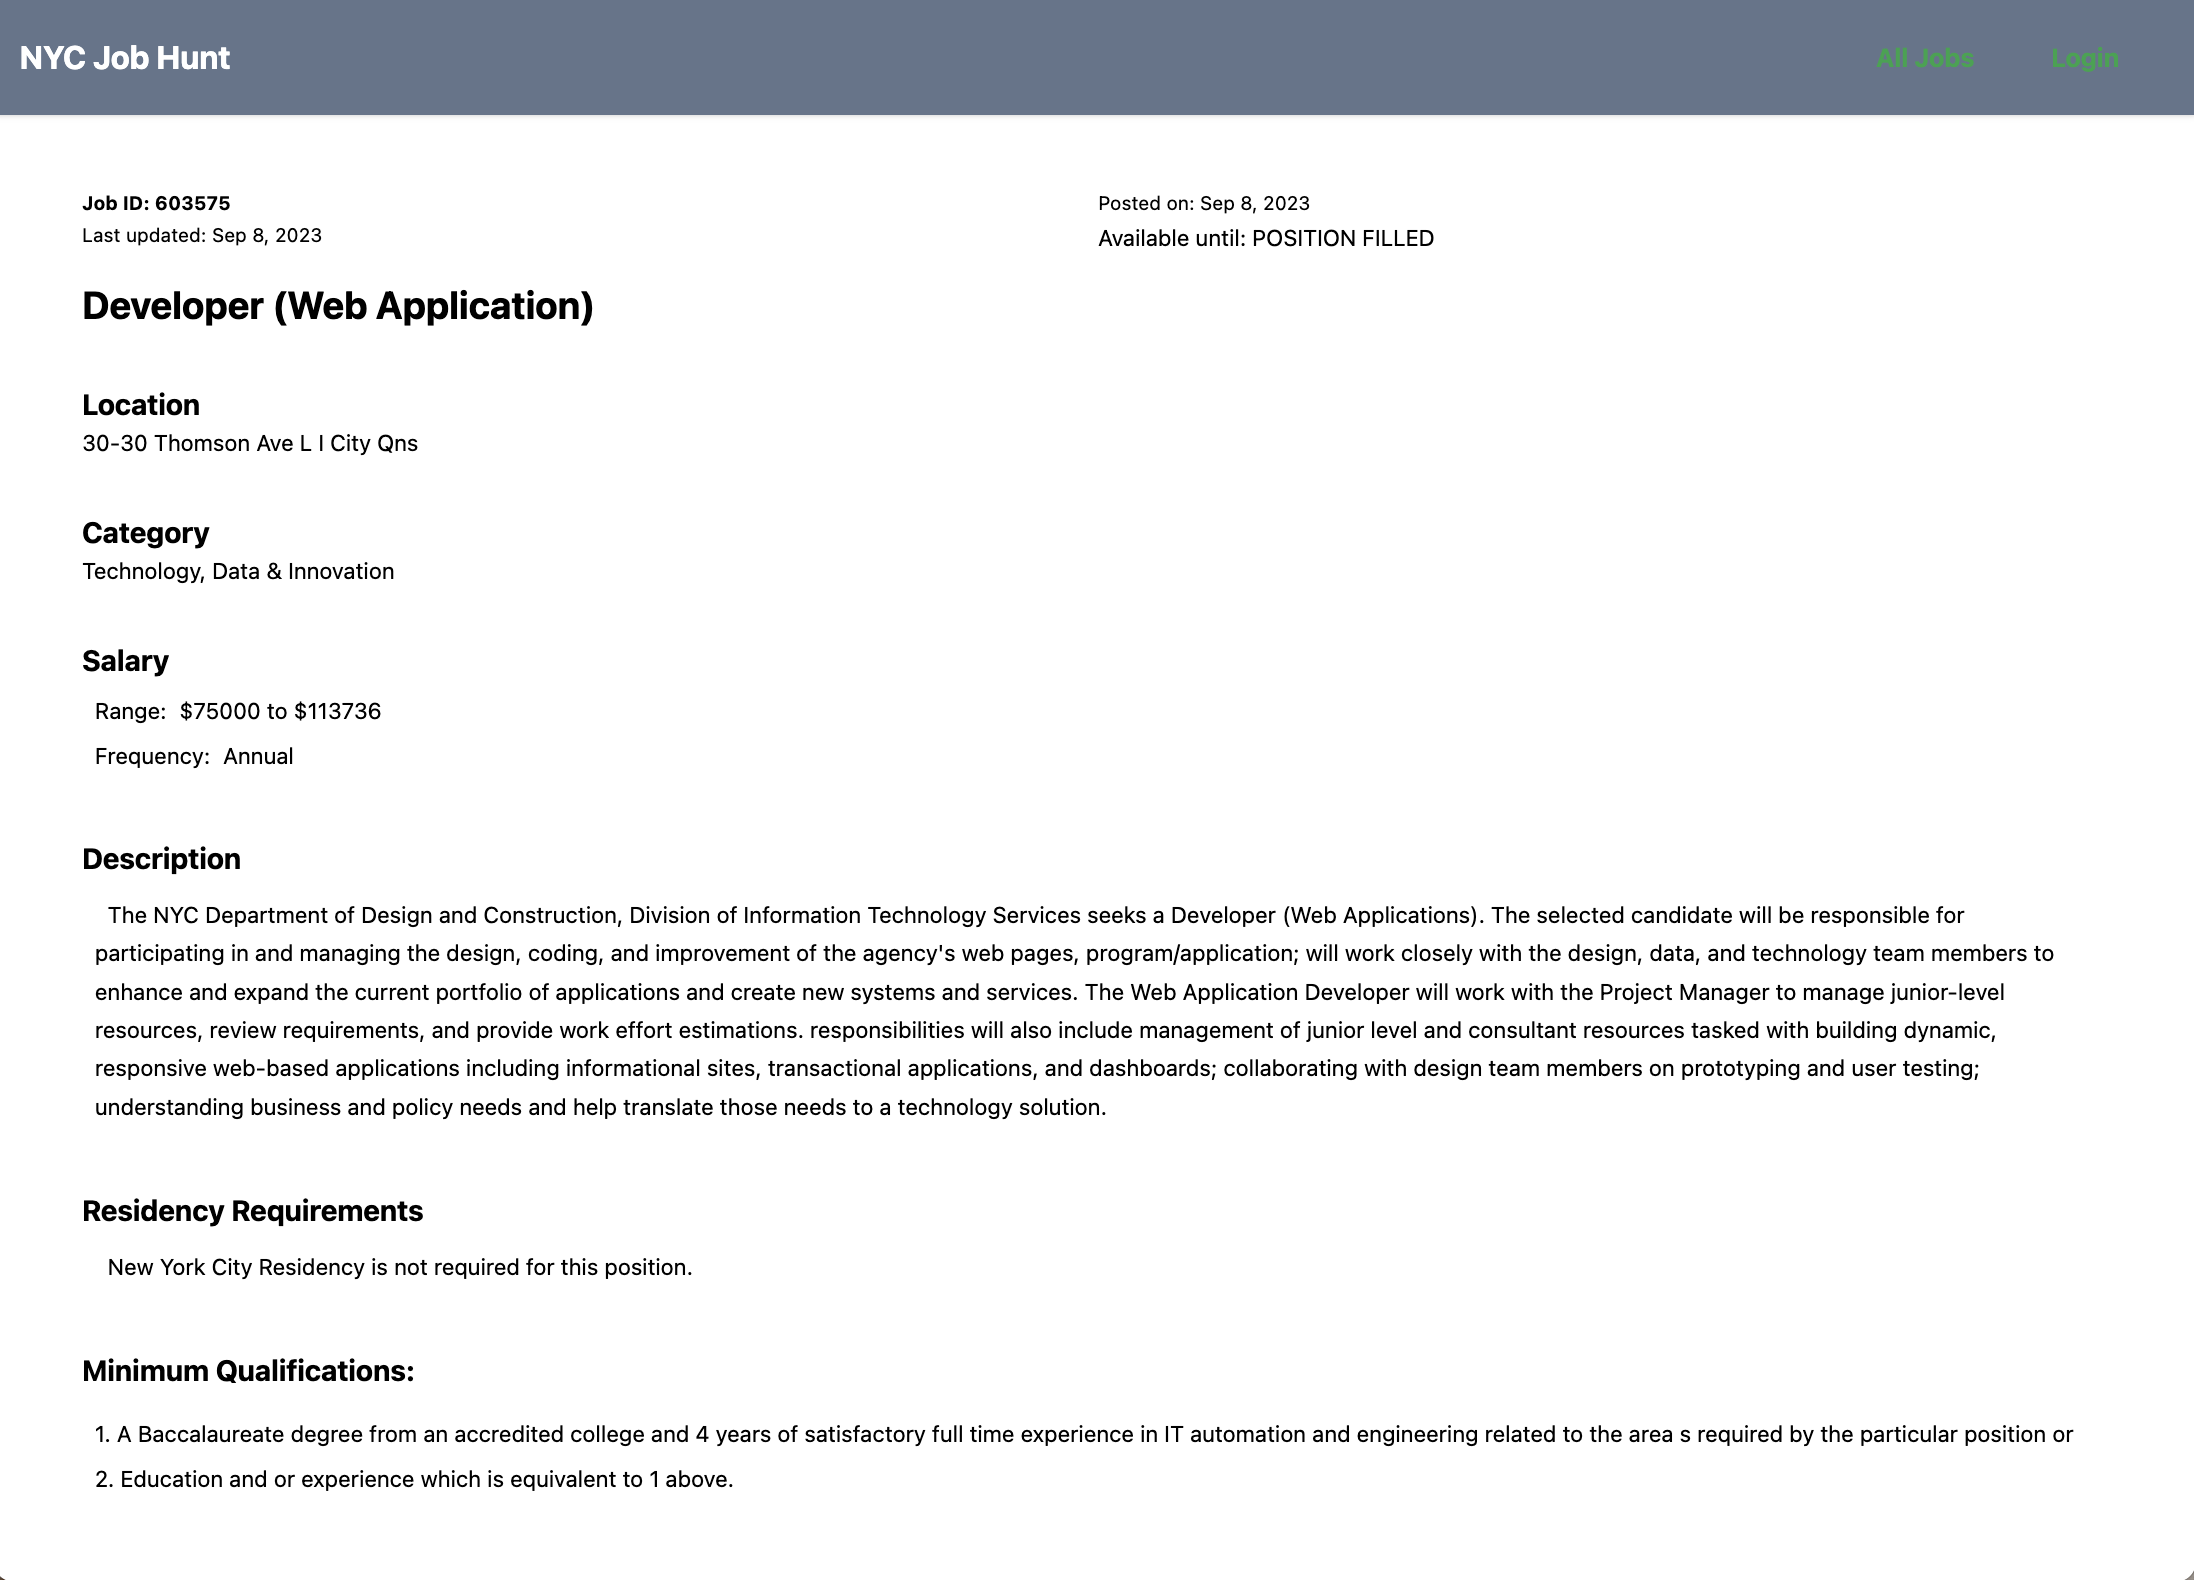 NYC Job Hunt
All Jobs
Login
Job ID: 603575
Last updated: Sep 8, 2023
Posted on: Sep 8, 2023
Available until: POSITION FILLED
Developer (Web Application)
Location
30-30 Thomson Ave L I City Qns
Category
Technology, Data & Innovation
Salary
Range: $75000 to $113736
Frequency: Annual
Description
The NYC Department of Design and Construction, Division of Information Technology Services seeks a Developer (Web Applications). The selected candidate will be responsible for
participating in and managing the design, coding, and improvement of the agency's web pages, program/application; will work closely with the design, data, and technology team members to
enhance and expand the current portfolio of applications and create new systems and services. The Web Application Developer will work with the Project Manager to manage junior-level
resources, review requirements, and provide work effort estimations. responsibilities will also include management of junior level and consultant resources tasked with building dynamic,
responsive web-based applications including informational sites, transactional applications, and dashboards; collaborating with design team members on prototyping and user testing;
understanding business and policy needs and help translate those needs to a technology solution.
Residency Requirements
New York City Residency is not required for this position.
Minimum Qualifications:
1. A Baccalaureate degree from an accredited college and 4 years of satisfactory full time experience in IT automation and engineering related to the area s required by the particular position or
2. Education and or experience which is equivalent to 1 above.